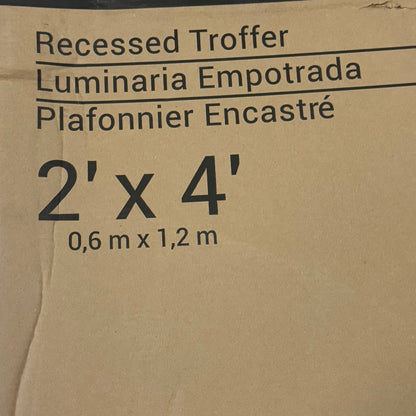 Recessed Troffer
Luminaria Empotrada
Plafonnier Encastré
2' x 4'
0,6 m x 1,2 m